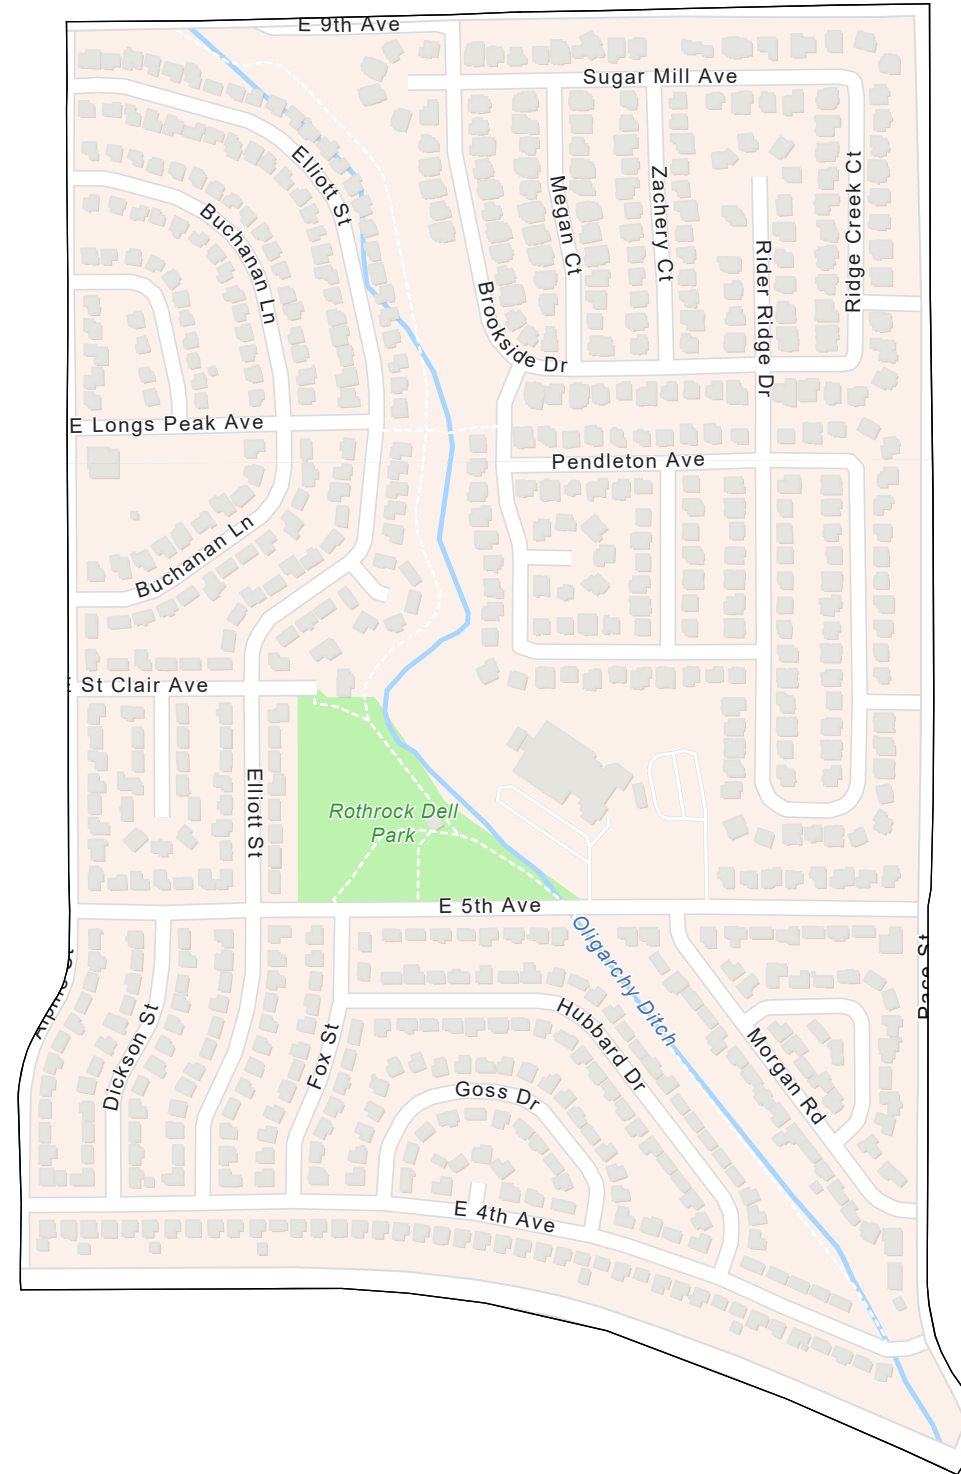 E 9th Ave
Sugar Mill Ave
Elliott St
Megan Ct
Zachery Ct
Ridge Creek Ct
Buchanan Ln
Rider Ridge Dr
Brookside Dr
E Longs Peak Ave
Pendleton Ave
Buchanan Ln
E St Clair Ave
Elliott St
Rothrock Dell
Park
E 5th Ave
Oligarchy Ditch
Dickson St
Fox St
Hubbard Dr
Morgan Rd
Goss Dr
E 4th Ave